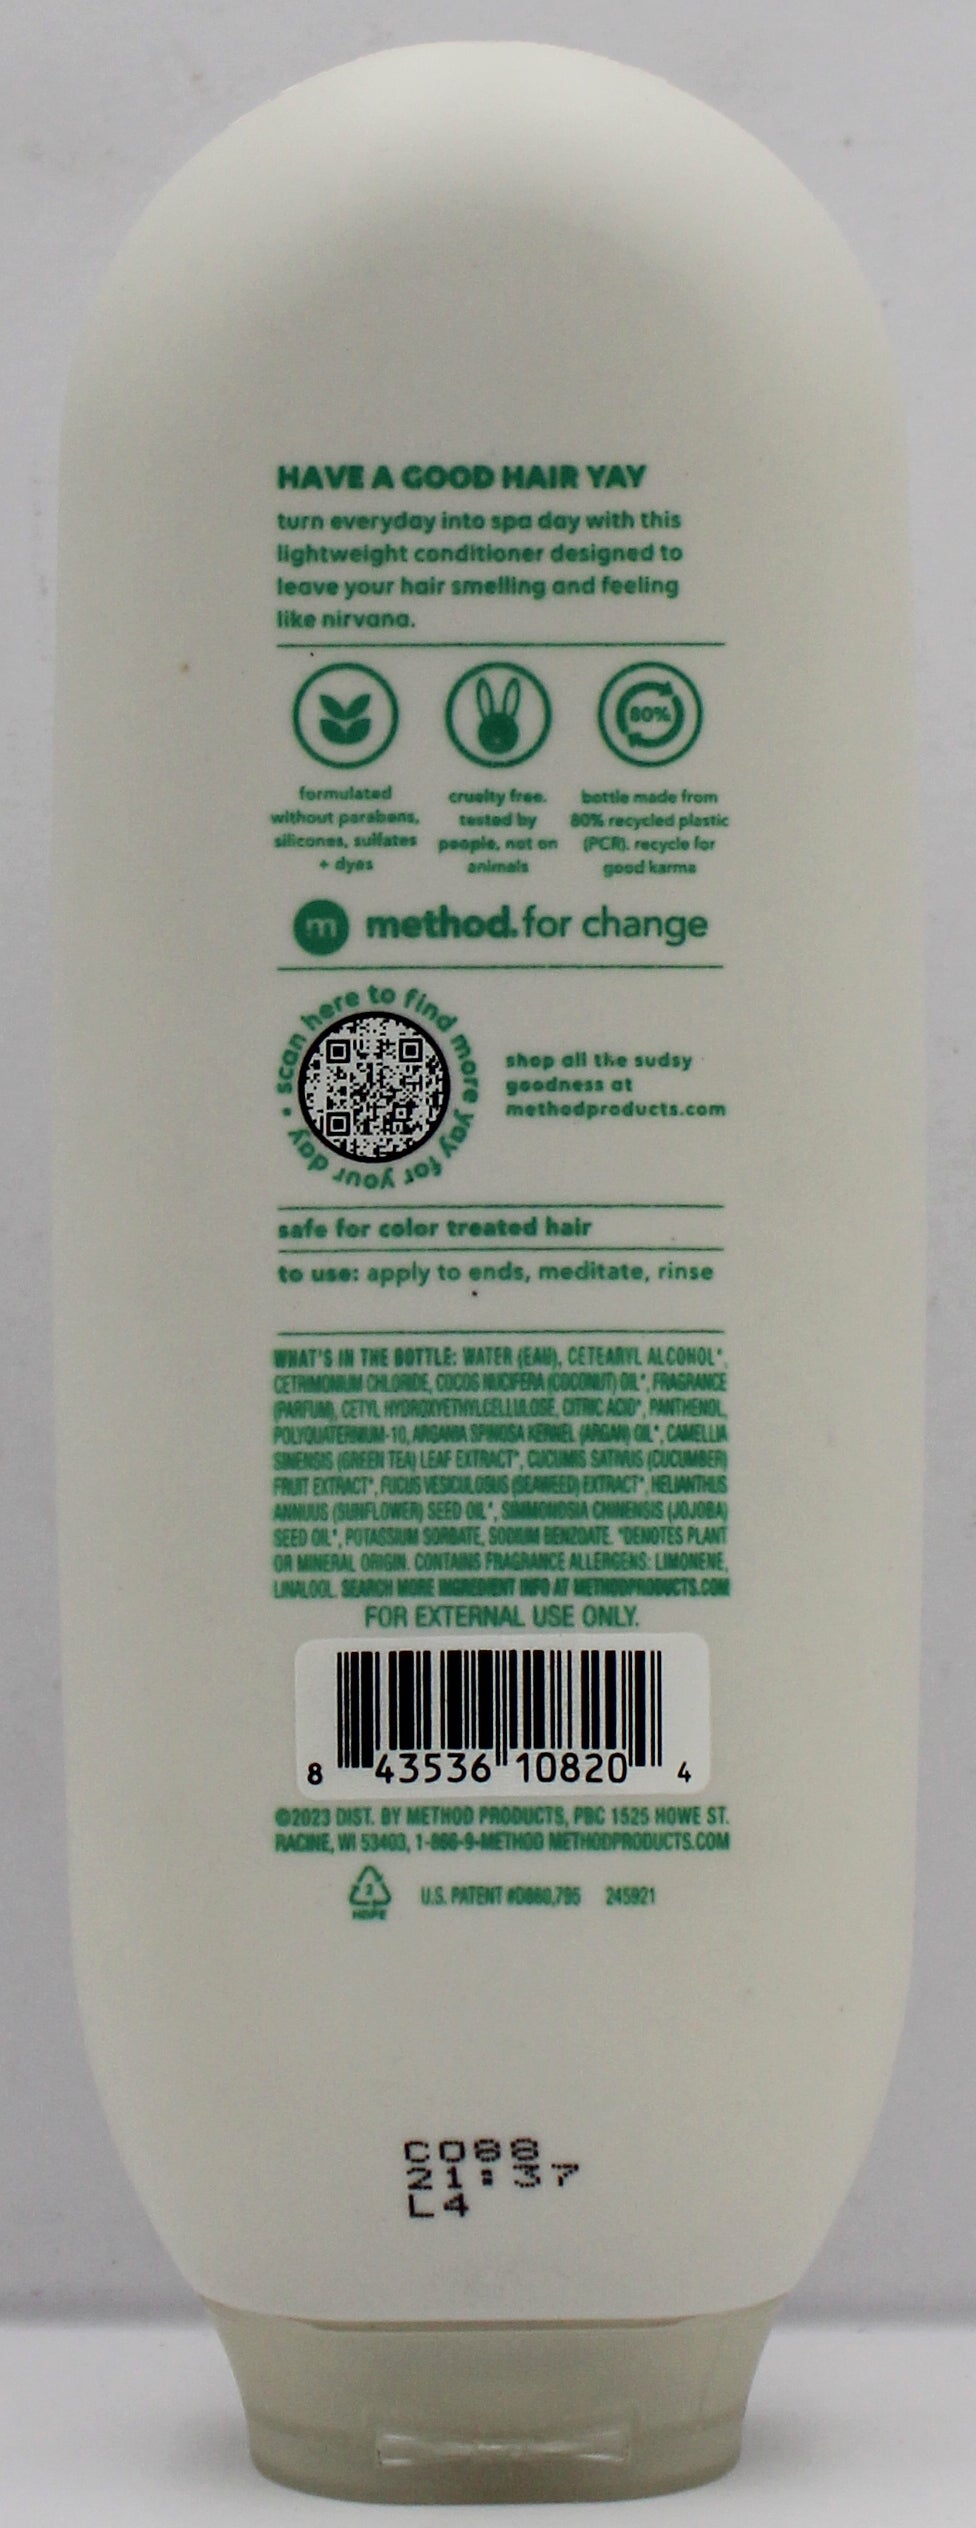 HAVE A GOOD HAIR YAY
turn everyday into spa day with this
lightweight conditioner designed to
leave your hair smelling and feeling
like nirvana.
80%
formulated
without parabens,
silicones, sulfates
+ dyes
cruelty free.
tested by
people, not on
animals
bottle made from
80% recycled plastic
(PCR). recycle for
good karma
m method. for change
• scan here to find more yay for your day
shop all the sudsy
goodness at
methodproducts.com
safe for color treated hair
to use: apply to ends, meditate, rinse
WHAT'S IN THE BOTTLE: WATER (EAU), CETEARYL ALCOHOL*,
CETRIMONIUM CHLORIDE, COCOS NUCIFERA (COCONUT) OIL*, FRAGRANCE
(PARFUM), CETYL HYDROXYETHYLCELLULOSE, CITRIC ACID*, PANTHENOL,
POLYQUATERNIUM-10, ARGANIA SPINOSA KERNEL (ARGAN) OIL*, CAMELLIA
SINENSIS (GREEN TEA) LEAF EXTRACT*, CUCUMIS SATIVUS (CUCUMBER)
FRUIT EXTRACT*, FUCUS VESICULOSUS (SEAWEED) EXTRACT*, HELIANTHUS
ANNUUS (SUNFLOWER) SEED OIL*, SIMMONDSIA CHINENSIS (JOJOBA)
SEED OIL*, POTASSIUM SORBATE, SODIUM BENZOATE. *DENOTES PLANT
OR MINERAL ORIGIN. CONTAINS FRAGRANCE ALLERGENS: LIMONENE,
LINALOOL. SEARCH MORE INGREDIENT INFO AT METHODPRODUCTS.COM
FOR EXTERNAL USE ONLY.
8 43536 10820 4
©2023 DIST. BY METHOD PRODUCTS, PBC 1525 HOWE ST.
RACINE, WI 53403, 1-866-9-METHOD METHODPRODUCTS.COM
2
HDPE
U.S. PATENT 245921
C088
21:37
L4